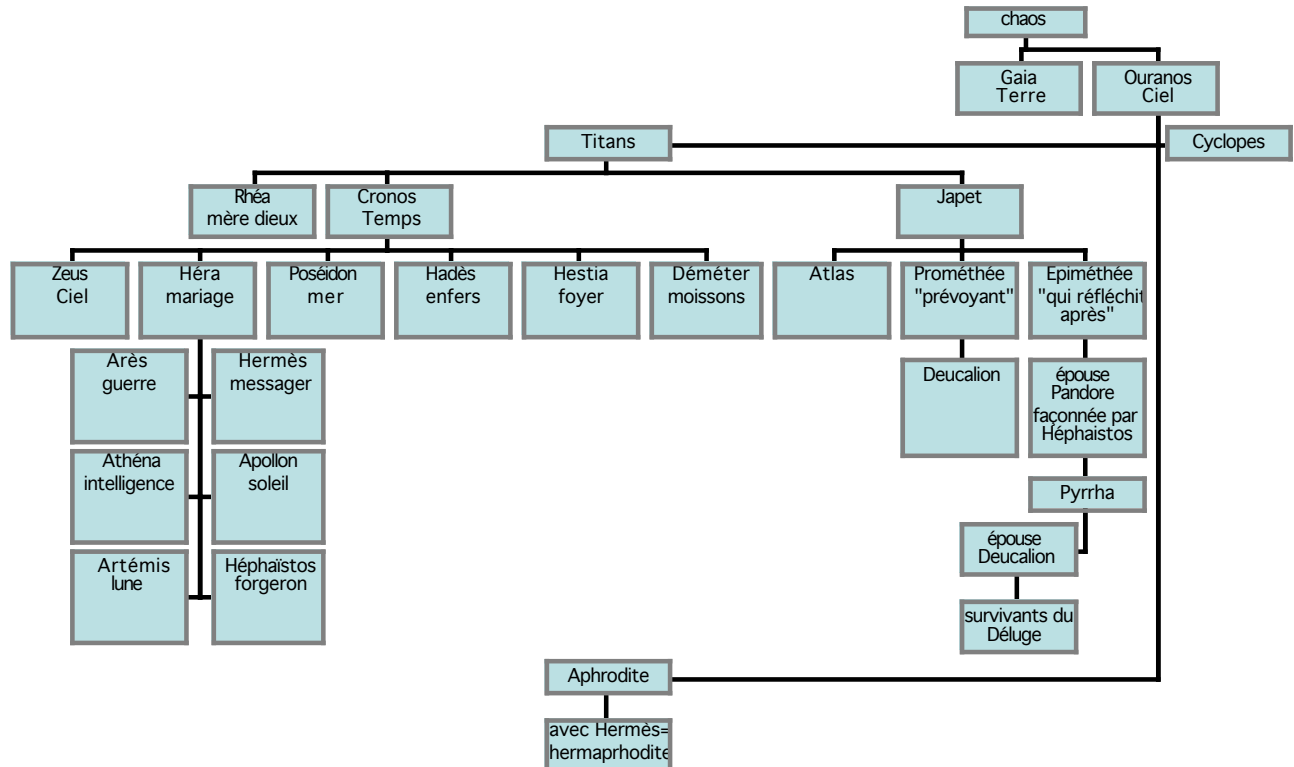 chaos
Gaia
Terre
Ouranos
Ciel
Titans
Cyclopes
Rhéa
mère dieux
Cronos
Temps
Japet
Zeus
Ciel
Héra
mariage
Poséidon
mer
Hadès
enfers
Hestia
foyer
Déméter
moissons
Atlas
Prométhée
"prévoyant"
Epiméthée
"qui réfléchit
après"
Arès
guerre
Hermès
messager
Deucalion
épouse
Pandore
façonnée par
Héphaistos
Athéna
intelligence
Apollon
soleil
Pyrrha
Artémis
lune
Héphaïstos
forgeron
épouse
Deucalion
survivants du
Déluge
Aphrodite
avec Hermès=
hermaprhodite